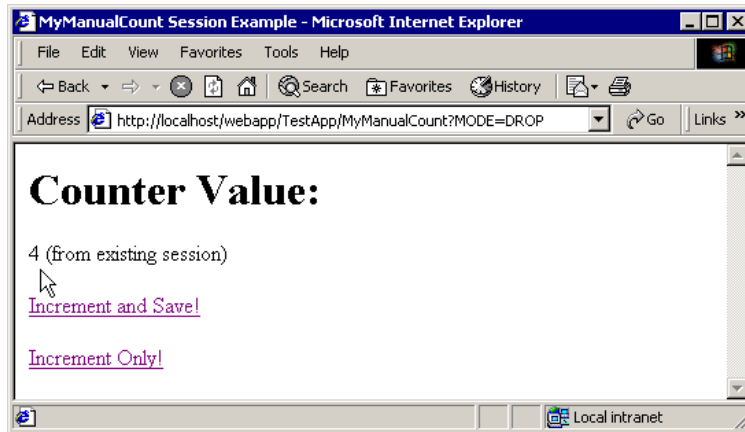 MyManualCount Session Example - Microsoft Internet Explorer
File Edit View Favorites Tools Help
Back Search Favorites History
Address http://localhost/webapp/TestApp/MyManualCount?MODE=DROP Go Links »
Counter Value:
4 (from existing session)
Increment and Save!
Increment Only!
Local intranet